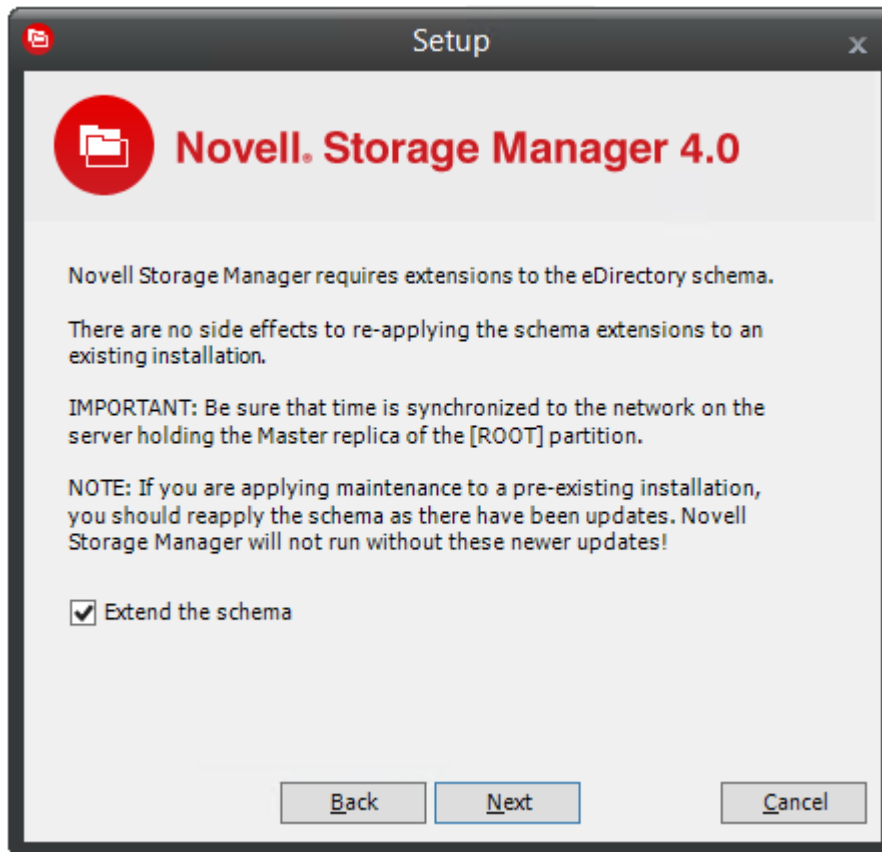 Setup
x
Novell® Storage Manager 4.0
Novell Storage Manager requires extensions to the eDirectory schema.
There are no side effects to re-applying the schema extensions to an
existing installation.
IMPORTANT: Be sure that time is synchronized to the network on the
server holding the Master replica of the [ROOT] partition.
NOTE: If you are applying maintenance to a pre-existing installation,
you should reapply the schema as there have been updates. Novell
Storage Manager will not run without these newer updates!
Extend the schema
Back Next Cancel